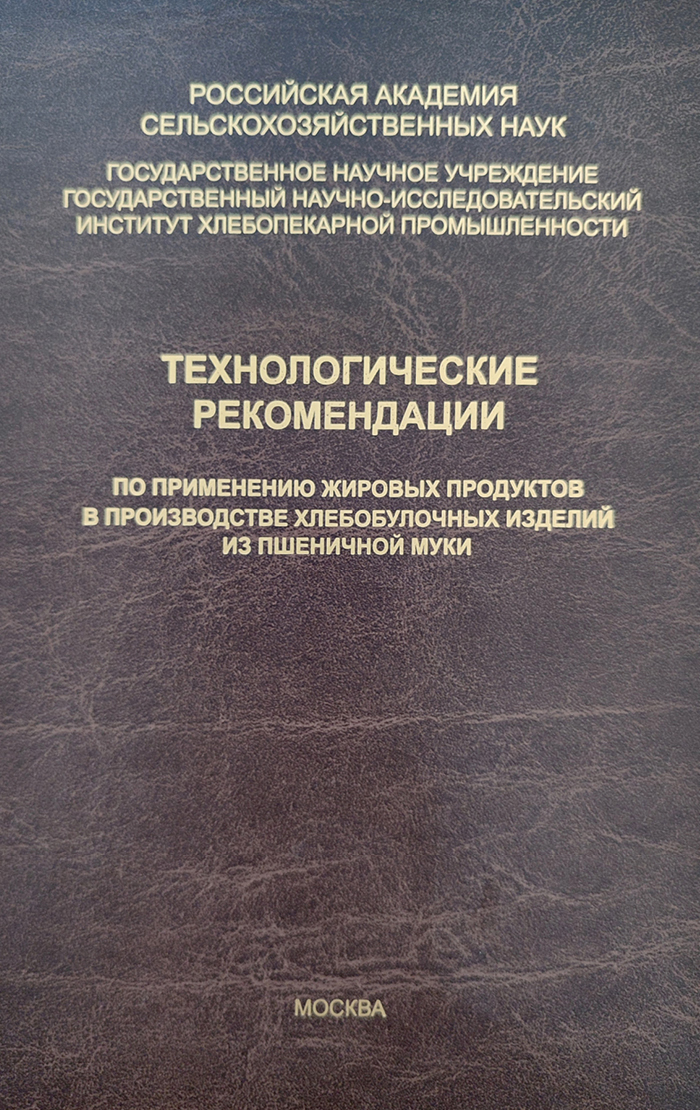 РОССИЙСКАЯ АКАДЕМИЯ
СЕЛЬСКОХОЗЯЙСТВЕННЫХ НАУК
ГОСУДАРСТВЕННОЕ НАУЧНОЕ УЧРЕЖДЕНИЕ
ГОСУДАРСТВЕННЫЙ НАУЧНО-ИССЛЕДОВАТЕЛЬСКИЙ
ИНСТИТУТ ХЛЕБОПЕКАРНОЙ ПРОМЫШЛЕННОСТИ
ТЕХНОЛОГИЧЕСКИЕ
РЕКОМЕНДАЦИИ
ПО ПРИМЕНЕНИЮ ЖИРОВЫХ ПРОДУКТОВ
В ПРОИЗВОДСТВЕ ХЛЕБОБУЛОЧНЫХ ИЗДЕЛИЙ
ИЗ ПШЕНИЧНОЙ МУКИ
МОСКВА